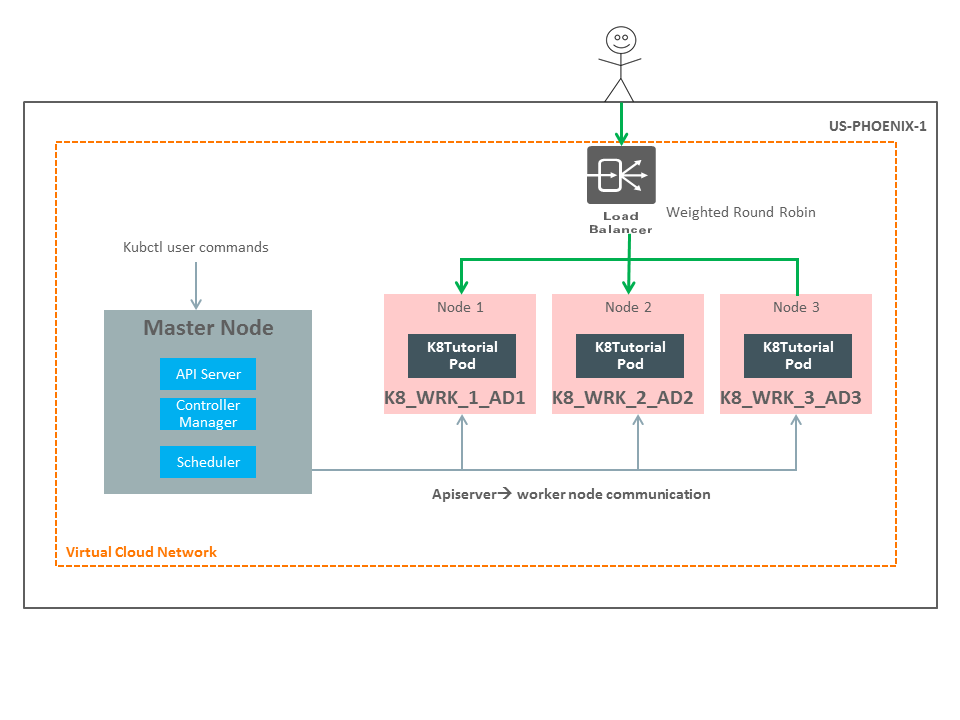 US-PHOENIX-1
Load
Balancer
Weighted Round Robin
Kubctl user commands
Master Node
API Server
Controller
Manager
Scheduler
Node 1
K8Tutorial
Pod
K8_WRK_1_AD1
Node 2
K8Tutorial
Pod
K8_WRK_2_AD2
Node 3
K8Tutorial
Pod
K8_WRK_3_AD3
Apiserver→ worker node communication
Virtual Cloud Network